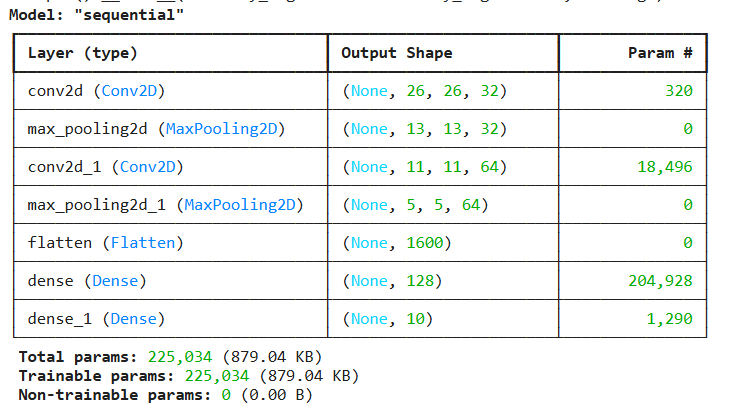 Model: "sequential"
Layer (type) Output Shape Param #
conv2d (Conv2D) (None, 26, 26, 32) 320
max_pooling2d (MaxPooling2D) (None, 13, 13, 32) 0
conv2d_1 (Conv2D) (None, 11, 11, 64) 18,496
max_pooling2d_1 (MaxPooling2D) (None, 5, 5, 64) 0
flatten (Flatten) (None, 1600) 0
dense (Dense) (None, 128) 204,928
dense_1 (Dense) (None, 10) 1,290
Total params: 225,034 (879.04 KB)
Trainable params: 225,034 (879.04 KB)
Non-trainable params: 0 (0.00 B)